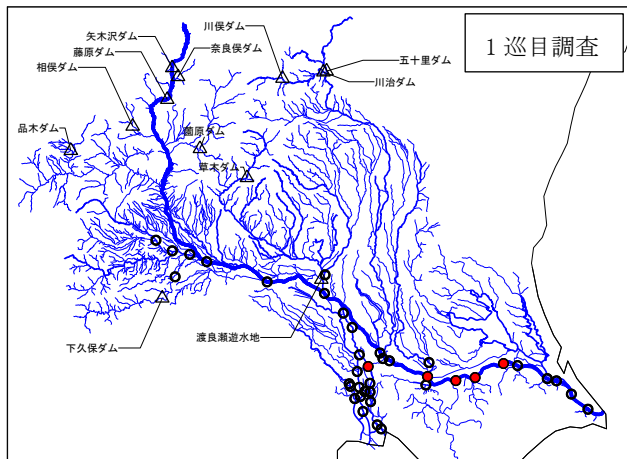 1巡目調査
矢木沢ダム
藤原ダム
奈良俣ダム
相俣ダム
川俣ダム
五十里ダム
川治ダム
品木ダム
薗原ダム
草木ダム
渡良瀬遊水地
下久保ダム